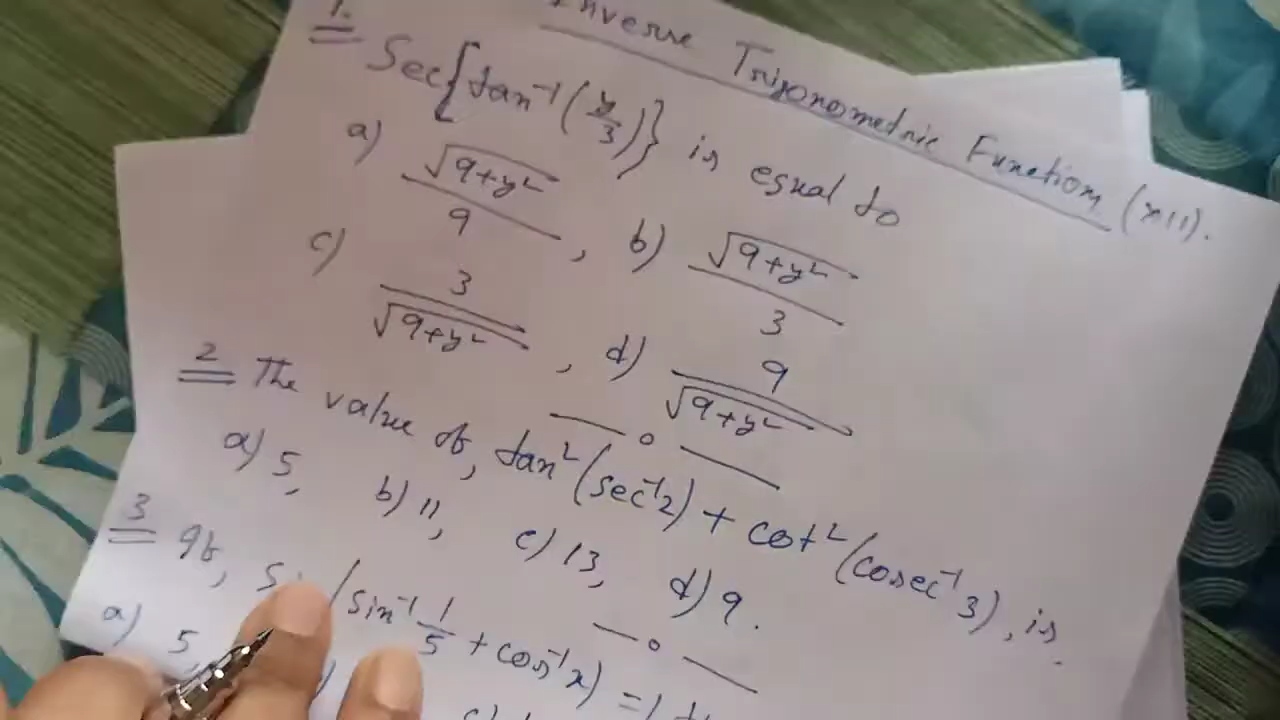 Inverse Trigonometric Function (XII).
1.
Sec{tan⁻¹(y/3)} is equal to
a) √(9+y²)/9 , b) √(9+y²)/3
c) 3/√(9+y²) , d) 9/√(9+y²)
2 The value of, tan²(sec⁻¹2) + cot²(cosec⁻¹3), is.
a) 5, b) 11, c) 13, d) 9.
3 If, (sin⁻¹ 1/5 + cos⁻¹x) = 1
a) 5, c)